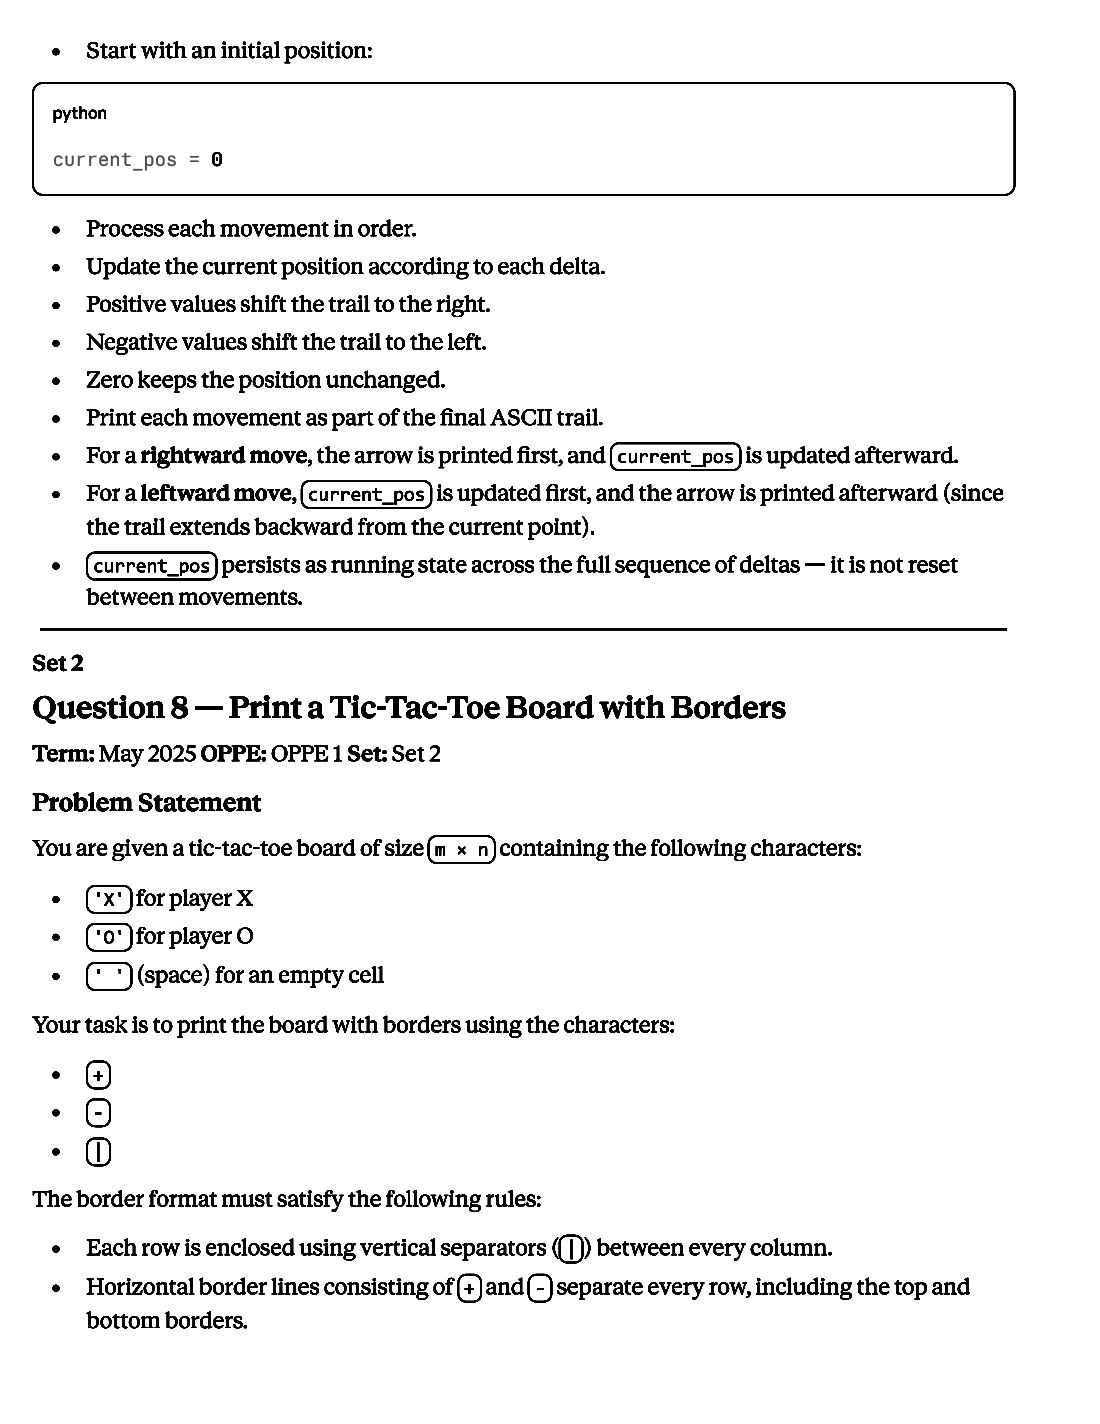 • Start with an initial position:
python
current_pos = 0
• Process each movement in order.
• Update the current position according to each delta.
• Positive values shift the trail to the right.
• Negative values shift the trail to the left.
• Zero keeps the position unchanged.
• Print each movement as part of the final ASCII trail.
• For a rightward move, the arrow is printed first, and current_pos is updated afterward.
• For a leftward move, current_pos is updated first, and the arrow is printed afterward (since
the trail extends backward from the current point).
• current_pos persists as running state across the full sequence of deltas — it is not reset
between movements.
Set 2
Question 8 — Print a Tic-Tac-Toe Board with Borders
Term: May 2025 OPPE: OPPE 1 Set: Set 2
Problem Statement
You are given a tic-tac-toe board of size m × n containing the following characters:
• 'X' for player X
• 'O' for player O
• ' ' (space) for an empty cell
Your task is to print the board with borders using the characters:
• +
• -
• |
The border format must satisfy the following rules:
• Each row is enclosed using vertical separators (|) between every column.
• Horizontal border lines consisting of + and - separate every row, including the top and
bottom borders.